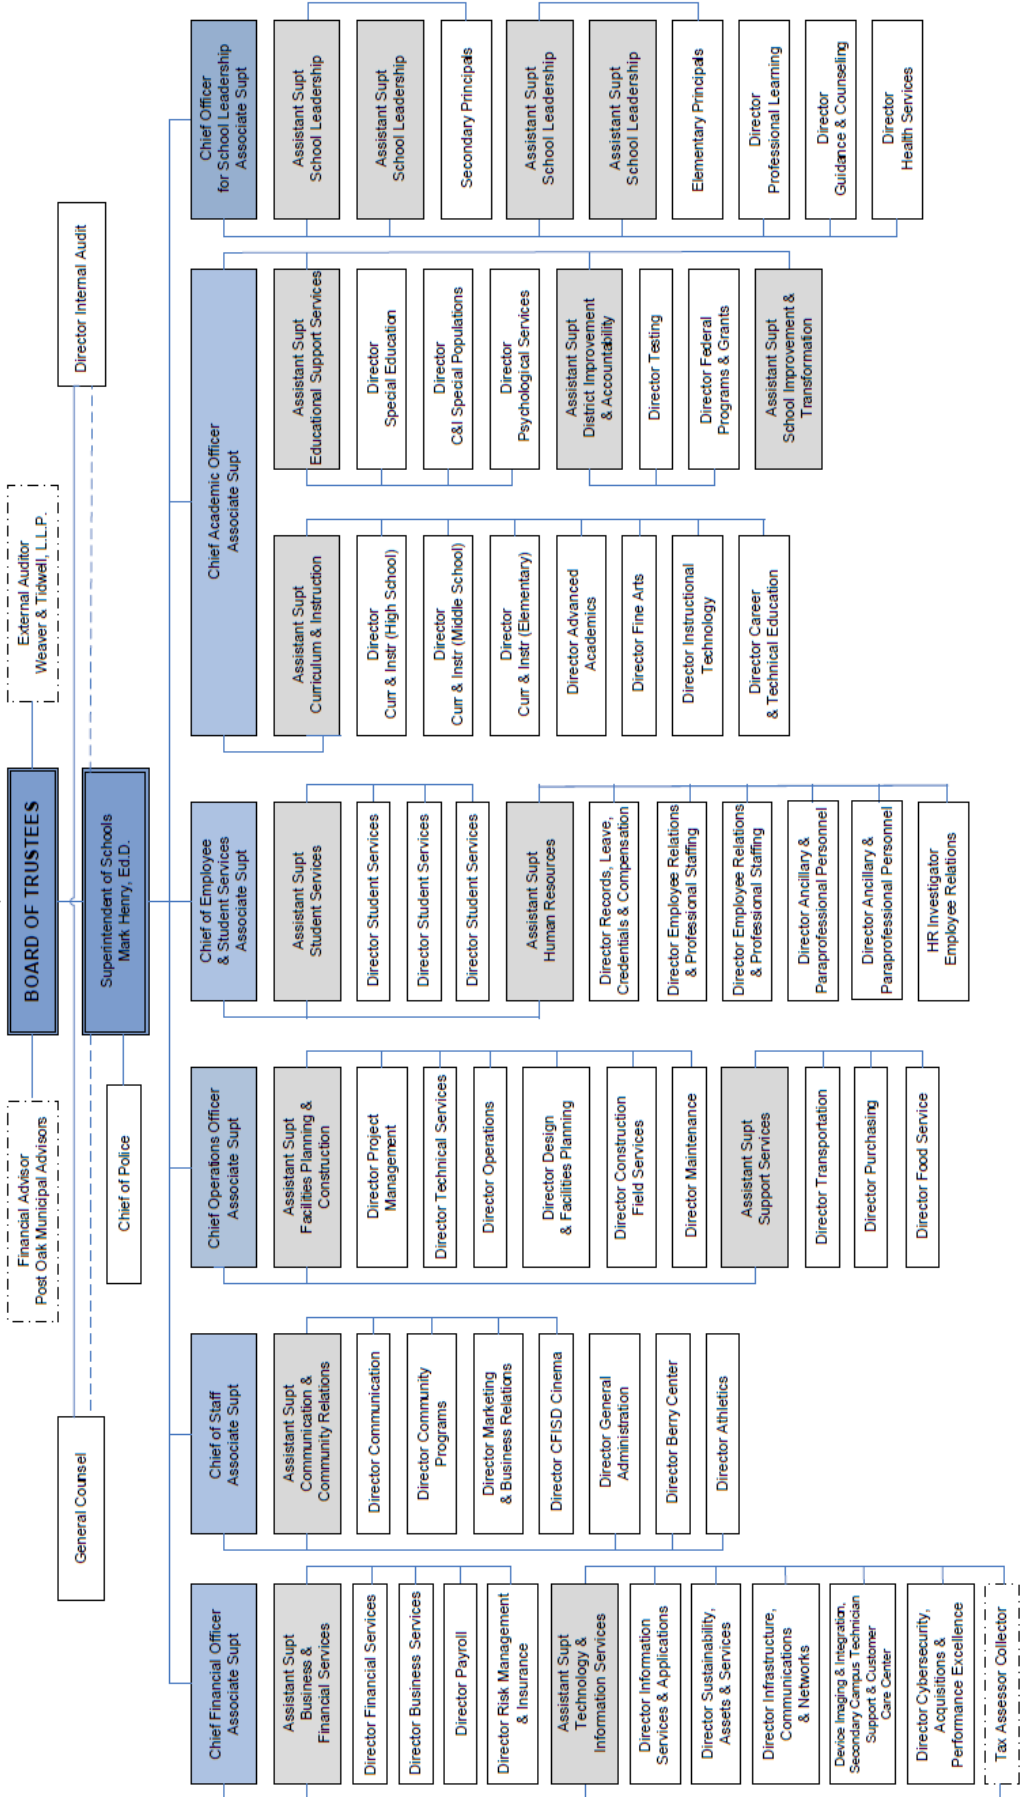 BOARD OF TRUSTEES
Financial Advisor
Post Oak Municipal Advisors
External Auditor
Weaver & Tidwell, L.L.P.
General Counsel
Director Internal Audit
Superintendent of Schools
Mark Henry, Ed.D.
Chief of Police
Chief Financial Officer
Associate Supt
Assistant Supt
Business &
Financial Services
Director Financial Services
Director Business Services
Director Payroll
Director Risk Management
& Insurance
Assistant Supt
Technology &
Information Services
Director Information
Services & Applications
Director Sustainability,
Assets & Services
Director Infrastructure,
Communications
& Networks
Device Imaging & Integration,
Secondary Campus Technician
Support & Customer
Care Center
Director Cybersecurity,
Acquisitions &
Performance Excellence
Tax Assessor Collector
Chief of Staff
Associate Supt
Assistant Supt
Communication &
Community Relations
Director Communication
Director Community
Programs
Director Marketing
& Business Relations
Director CFISD Cinema
Director General
Administration
Director Berry Center
Director Athletics
Chief Operations Officer
Associate Supt
Assistant Supt
Facilities Planning &
Construction
Director Project
Management
Director Technical Services
Director Operations
Director Design
& Facilities Planning
Director Construction
Field Services
Director Maintenance
Assistant Supt
Support Services
Director Transportation
Director Purchasing
Director Food Service
Chief of Employee
& Student Services
Associate Supt
Assistant Supt
Student Services
Director Student Services
Director Student Services
Director Student Services
Assistant Supt
Human Resources
Director Records, Leave,
Credentials & Compensation
Director Employee Relations
& Professional Staffing
Director Employee Relations
& Professional Staffing
Director Ancillary &
Paraprofessional Personnel
Director Ancillary &
Paraprofessional Personnel
HR Investigator
Employee Relations
Chief Academic Officer
Associate Supt
Assistant Supt
Curriculum & Instruction
Director
Curr & Instr (High School)
Director
Curr & Instr (Middle School)
Director
Curr & Instr (Elementary)
Director Advanced
Academics
Director Fine Arts
Director Instructional
Technology
Director Career
& Technical Education
Assistant Supt
Educational Support Services
Director
Special Education
Director
C&I Special Populations
Director
Psychological Services
Assistant Supt
District Improvement
& Accountability
Director Testing
Director Federal
Programs & Grants
Assistant Supt
School Improvement &
Transformation
Chief Officer
for School Leadership
Associate Supt
Assistant Supt
School Leadership
Assistant Supt
School Leadership
Secondary Principals
Assistant Supt
School Leadership
Assistant Supt
School Leadership
Elementary Principals
Director
Professional Learning
Director
Guidance & Counseling
Director
Health Services